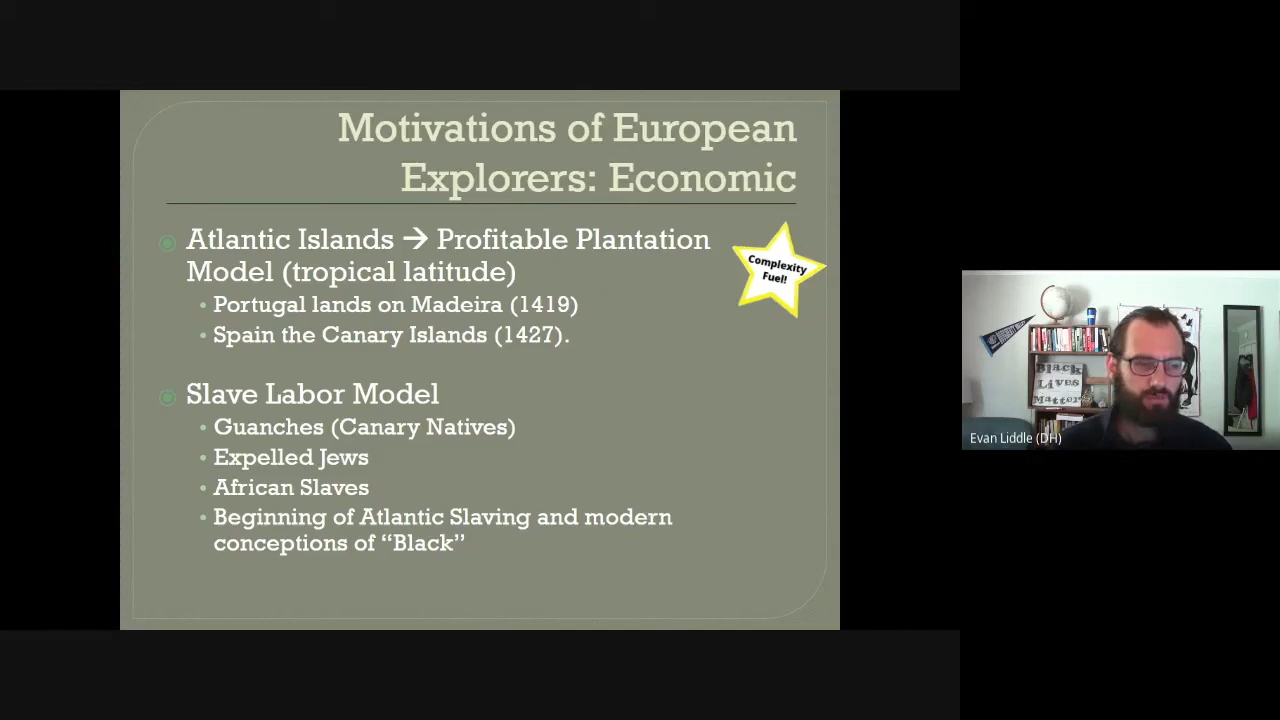 Motivations of European
Explorers: Economic
Atlantic Islands → Profitable Plantation
Model (tropical latitude)
• Portugal lands on Madeira (1419)
• Spain the Canary Islands (1427).
Complexity
Fuel!
Slave Labor Model
• Guanches (Canary Natives)
• Expelled Jews
• African Slaves
• Beginning of Atlantic Slaving and modern
conceptions of “Black”
Black
Lives
Matter
Evan Liddle (DH)